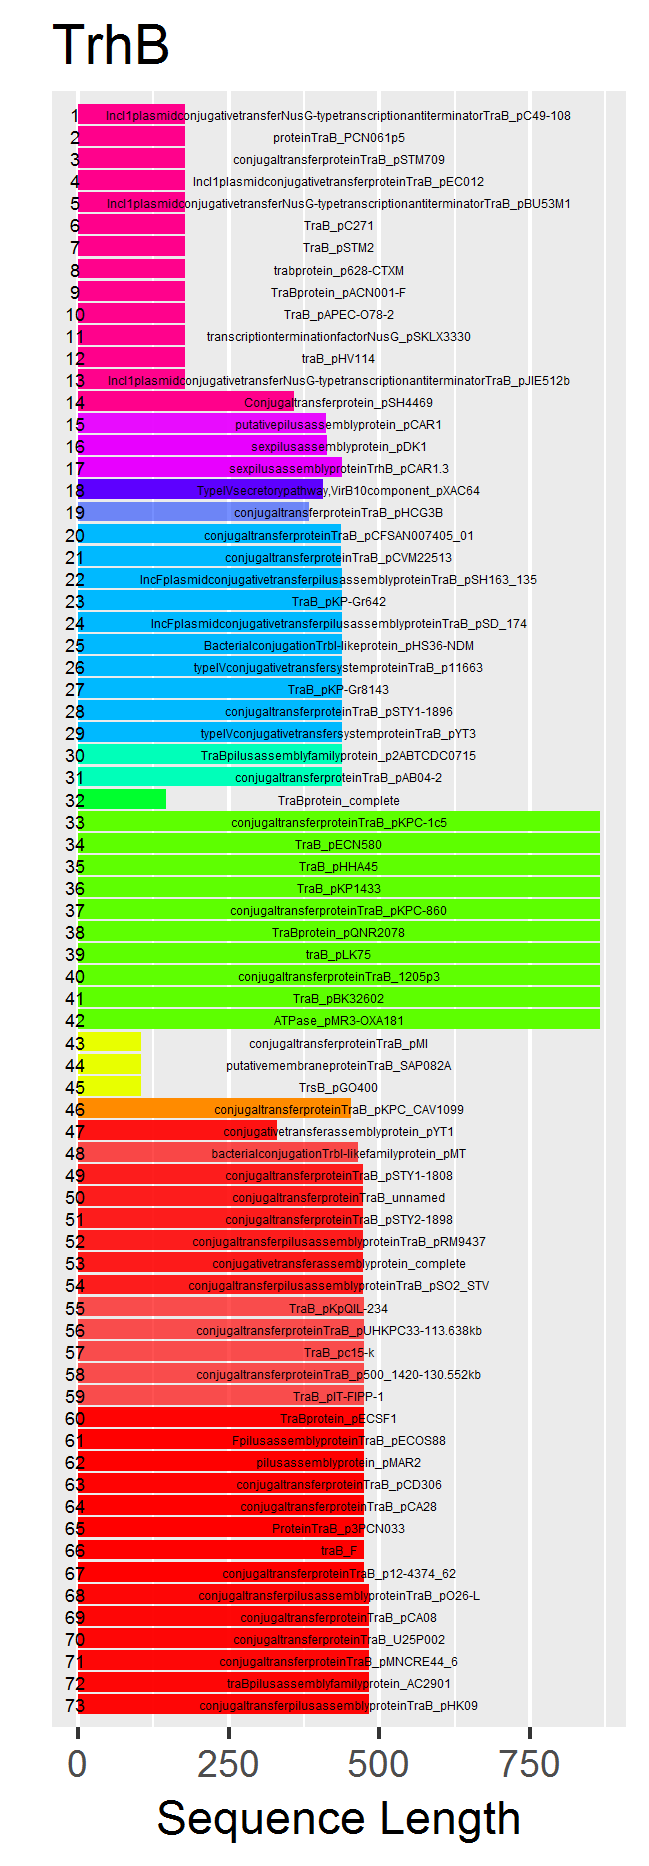 TrhB
1 IncI1plasmidconjugativetransferNusG-typetranscriptionantiterminatorTraB_pC49-108
2 proteinTraB_PCN061p5
3 conjugaltransferproteinTraB_pSTM709
4 IncI1plasmidconjugativetransferproteinTraB_pEC012
5 IncI1plasmidconjugativetransferNusG-typetranscriptionantiterminatorTraB_pBU53M1
6 TraB_pC271
7 TraB_pSTM2
8 trabprotein_p628-CTXM
9 TraBprotein_pACN001-F
10 TraB_pAPEC-O78-2
11 transcriptionterminationfactorNusG_pSKLX3330
12 traB_pHV114
13 IncI1plasmidconjugativetransferNusG-typetranscriptionantiterminatorTraB_pJIE512b
14 Conjugaltransferprotein_pSH4469
15 putativepilusassemblyprotein_pCAR1
16 sexpilusassemblyprotein_pDK1
17 sexpilusassemblyproteinTrhB_pCAR1.3
18 TypeIVsecretorypathway,VirB10component_pXAC64
19 conjugaltransferproteinTraB_pHCG3B
20 conjugaltransferproteinTraB_pCFSAN007405_01
21 conjugaltransferproteinTraB_pCVM22513
22 IncFplasmidconjugativetransferpilusassemblyproteinTraB_pSH163_135
23 TraB_pKP-Gr642
24 IncFplasmidconjugativetransferpilusassemblyproteinTraB_pSD_174
25 BacterialconjugationTrbI-likeprotein_pHS36-NDM
26 typeIVconjugativetransfersystemproteinTraB_p11663
27 TraB_pKP-Gr8143
28 conjugaltransferproteinTraB_pSTY1-1896
29 typeIVconjugativetransfersystemproteinTraB_pYT3
30 TraBpilusassemblyfamilyprotein_p2ABTCDC0715
31 conjugaltransferproteinTraB_pAB04-2
32 TraBprotein_complete
33 conjugaltransferproteinTraB_pKPC-1c5
34 TraB_pECN580
35 TraB_pHHA45
36 TraB_pKP1433
37 conjugaltransferproteinTraB_pKPC-860
38 TraBprotein_pQNR2078
39 traB_pLK75
40 conjugaltransferproteinTraB_1205p3
41 TraB_pBK32602
42 ATPase_pMR3-OXA181
43 conjugaltransferproteinTraB_pMI
44 putativemembraneproteinTraB_SAP082A
45 TrsB_pGO400
46 conjugaltransferproteinTraB_pKPC_CAV1099
47 conjugativetransferassemblyprotein_pYT1
48 bacterialconjugationTrbI-likefamilyprotein_pMT
49 conjugaltransferproteinTraB_pSTY1-1808
50 conjugaltransferproteinTraB_unnamed
51 conjugaltransferproteinTraB_pSTY2-1898
52 conjugaltransferpilusassemblyproteinTraB_pRM9437
53 conjugativetransferassemblyprotein_complete
54 conjugaltransferpilusassemblyproteinTraB_pSO2_STV
55 TraB_pKpQIL-234
56 conjugaltransferproteinTraB_pUHKPC33-113.638kb
57 TraB_pc15-k
58 conjugaltransferproteinTraB_p500_1420-130.552kb
59 TraB_pIT-FIPP-1
60 TraBprotein_pECSF1
61 FpilusassemblyproteinTraB_pECOS88
62 pilusassemblyprotein_pMAR2
63 conjugaltransferproteinTraB_pCD306
64 conjugaltransferproteinTraB_pCA28
65 ProteinTraB_p3PCN033
66 traB_F
67 conjugaltransferproteinTraB_p12-4374_62
68 conjugaltransferpilusassemblyproteinTraB_pO26-L
69 conjugaltransferproteinTraB_pCA08
70 conjugaltransferproteinTraB_U25P002
71 conjugaltransferproteinTraB_pMNCRE44_6
72 traBpilusassemblyfamilyprotein_AC2901
73 conjugaltransferpilusassemblyproteinTraB_pHK09
0 250 500 750
Sequence Length